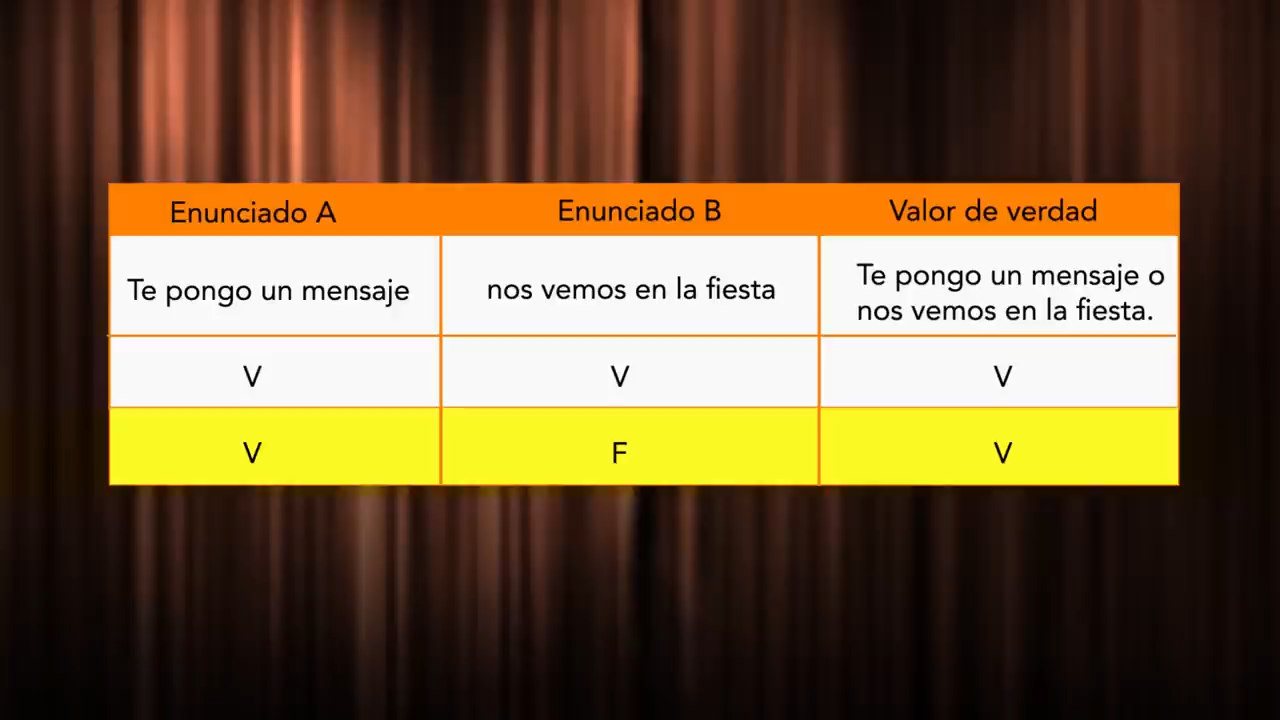 Enunciado A Enunciado B Valor de verdad
Te pongo un mensaje nos vemos en la fiesta Te pongo un mensaje o
nos vemos en la fiesta.
V V V
V F V